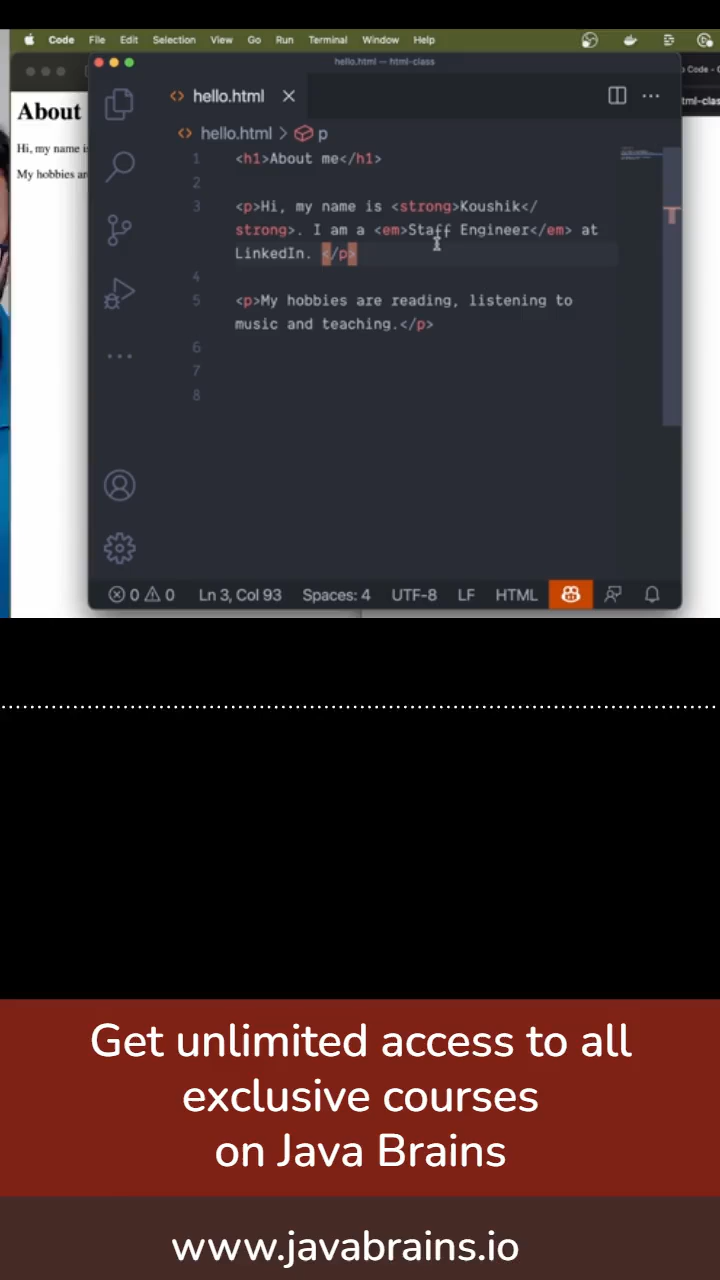 Code File Edit Selection View Go Run Terminal Window Help
hello.html — html-class
Code -
tml-clas
About
Hi, my name i
My hobbies ar
hello.html
hello.html > p
1 <h1>About me</h1>
2
3 <p>Hi, my name is <strong>Koushik</
strong>. I am a <em>Staff Engineer</em> at
LinkedIn. </p>
4
5 <p>My hobbies are reading, listening to
music and teaching.</p>
6
7
8
0 0 Ln 3, Col 93 Spaces: 4 UTF-8 LF HTML
Get unlimited access to all
exclusive courses
on Java Brains
www.javabrains.io